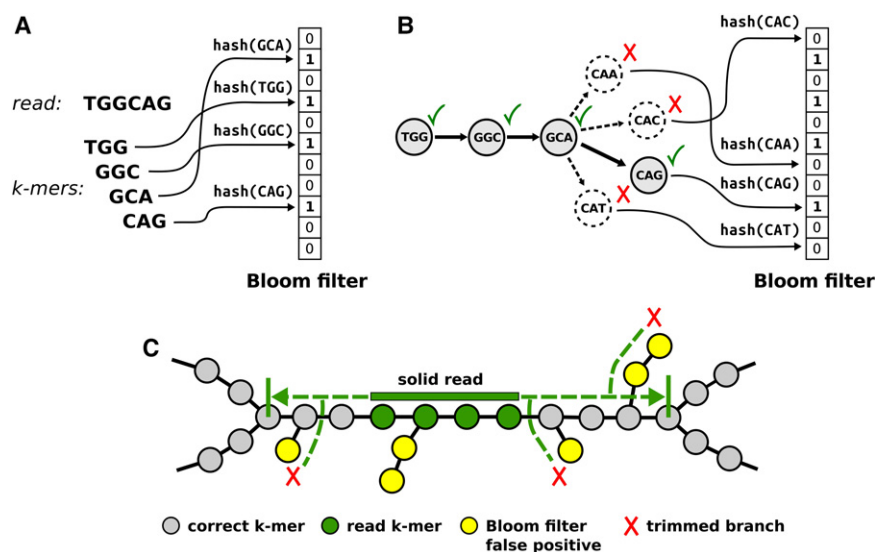 A
read: TGGCAG
TGG
GGC
k-mers:
GCA
CAG
hash(GCA)
hash(TGG)
hash(GGC)
hash(CAG)
0
1
0
1
0
1
0
0
1
0
0
Bloom filter
B
TGG
GGC
GCA
CAA
CAC
CAG
CAT
hash(CAC)
hash(CAA)
hash(CAG)
hash(CAT)
0
1
0
1
0
1
0
0
1
0
0
Bloom filter
C
solid read
correct k-mer
read k-mer
Bloom filter
false positive
trimmed branch